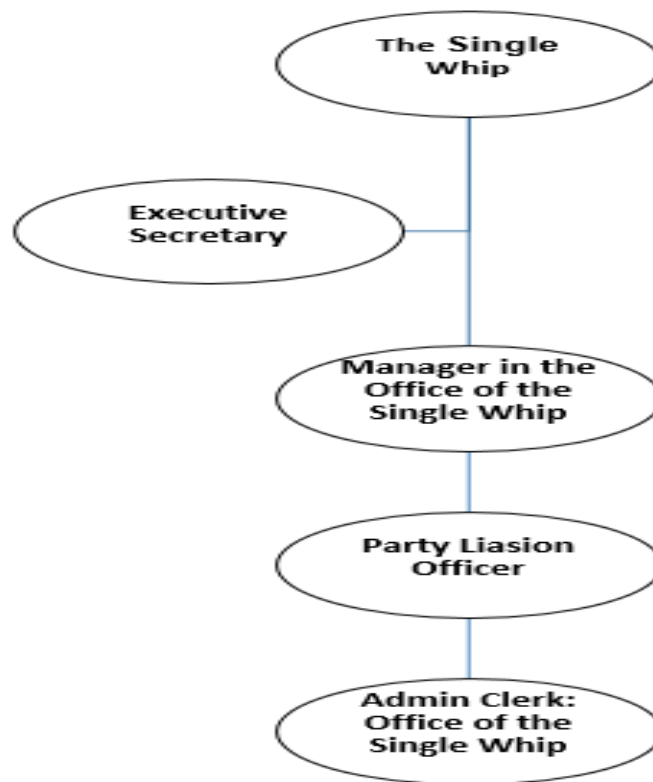 The Single
Whip
Executive
Secretary
Manager in the
Office of the
Single Whip
Party Liasion
Officer
Admin Clerk:
Office of the
Single Whip